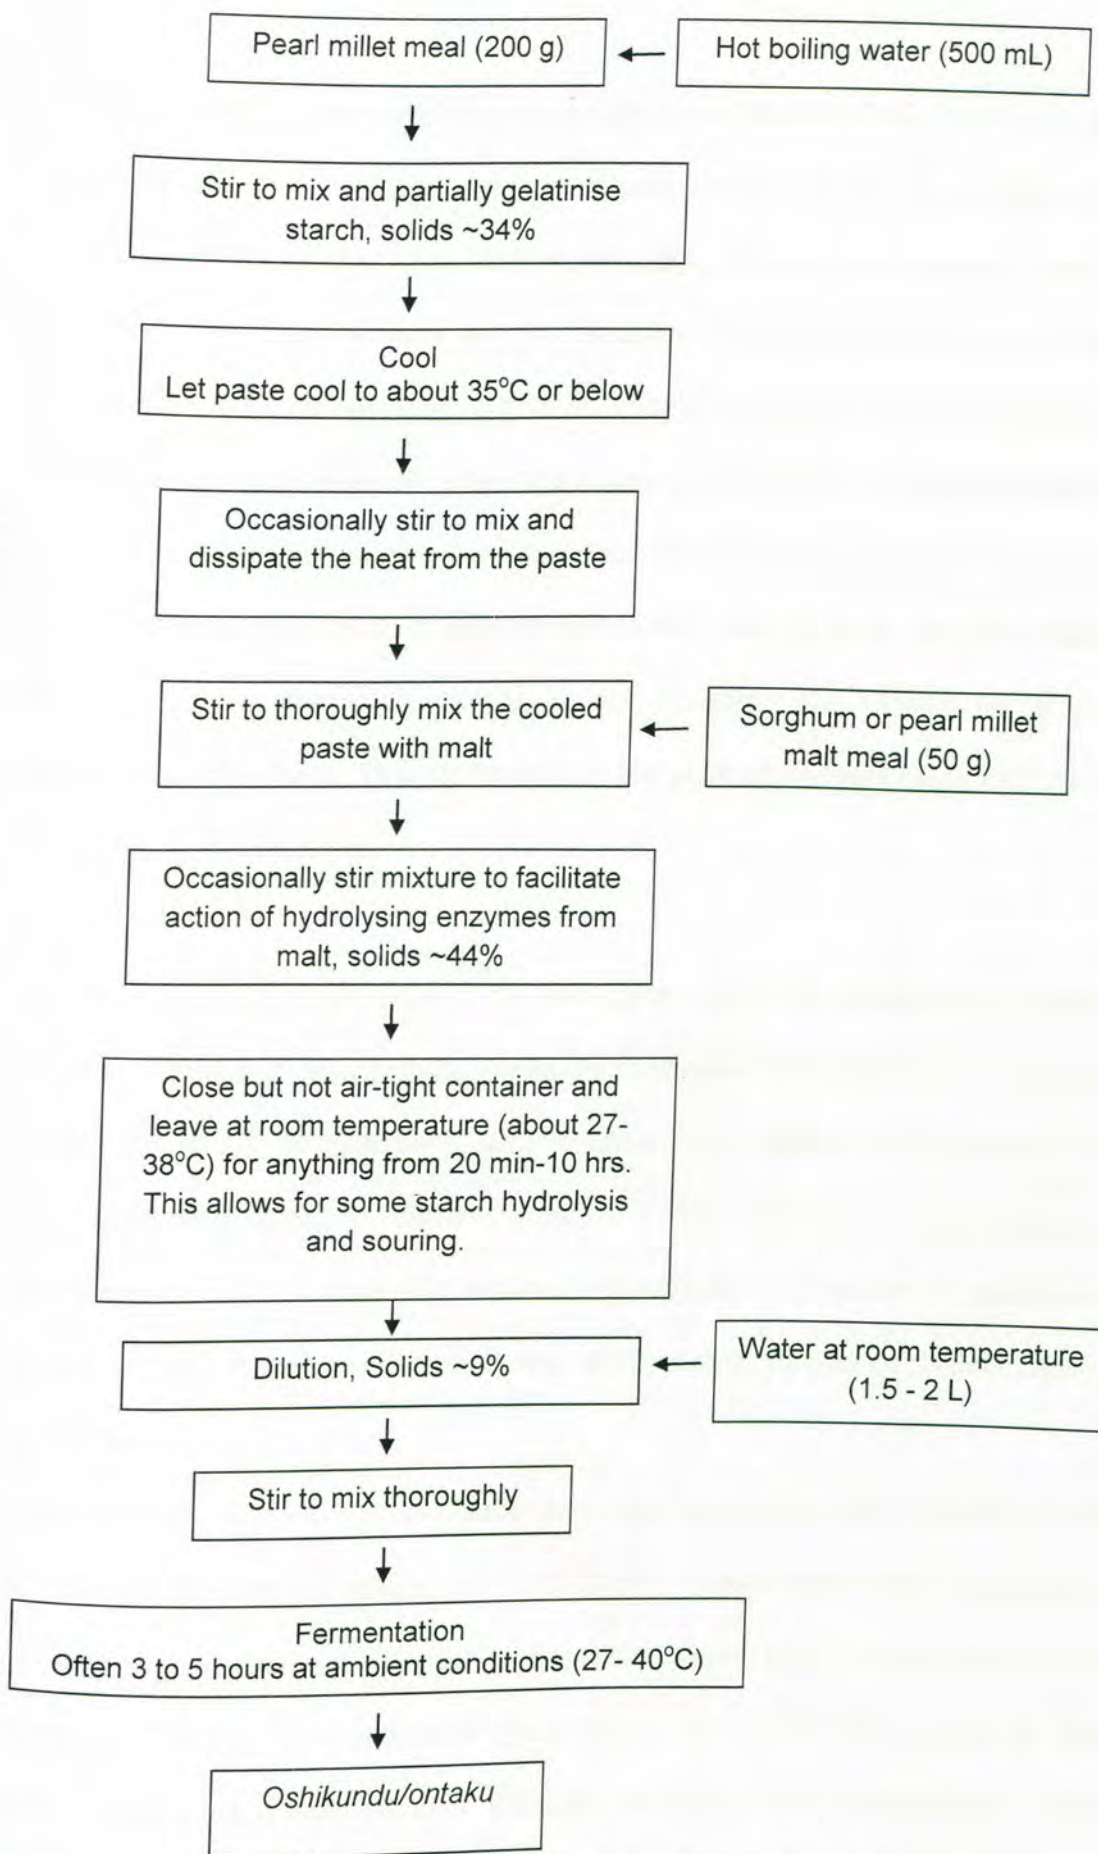 Pearl millet meal (200 g)
Hot boiling water (500 mL)
Stir to mix and partially gelatinise
starch, solids ~34%
Cool
Let paste cool to about 35°C or below
Occasionally stir to mix and
dissipate the heat from the paste
Stir to thoroughly mix the cooled
paste with malt
Sorghum or pearl millet
malt meal (50 g)
Occasionally stir mixture to facilitate
action of hydrolysing enzymes from
malt, solids ~44%
Close but not air-tight container and
leave at room temperature (about 27-
38°C) for anything from 20 min-10 hrs.
This allows for some starch hydrolysis
and souring.
Dilution, Solids ~9%
Water at room temperature
(1.5 - 2 L)
Stir to mix thoroughly
Fermentation
Often 3 to 5 hours at ambient conditions (27- 40°C)
Oshikundu/ontaku